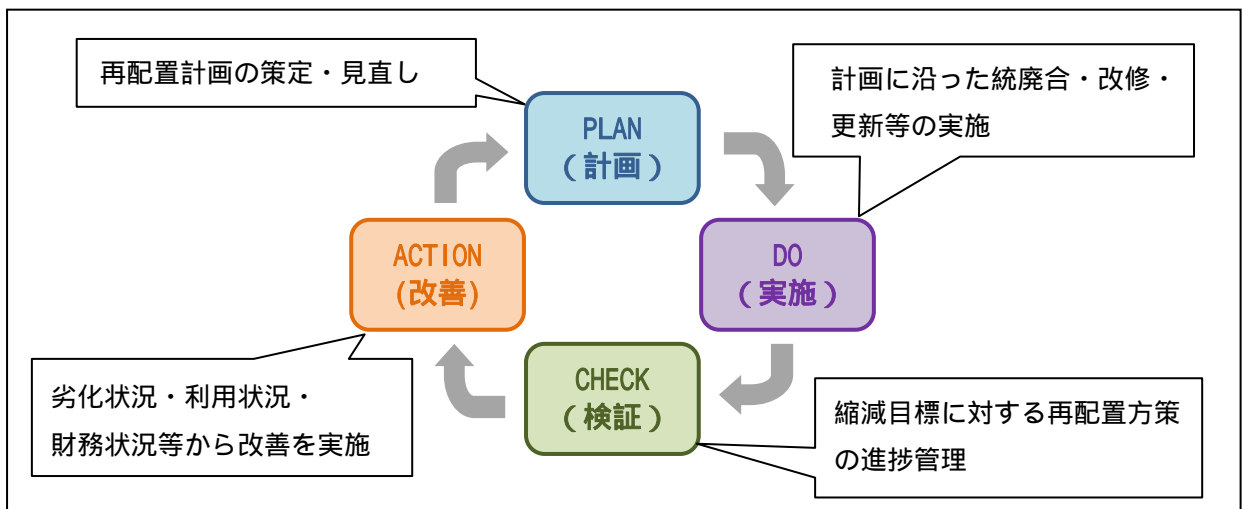 再配置計画の策定・見直し
計画に沿った統廃合・改修・
更新等の実施
PLAN
（計画）
ACTION
(改善)
DO
（実施）
CHECK
（検証）
劣化状況・利用状況・
財務状況等から改善を実施
縮減目標に対する再配置方策
の進捗管理